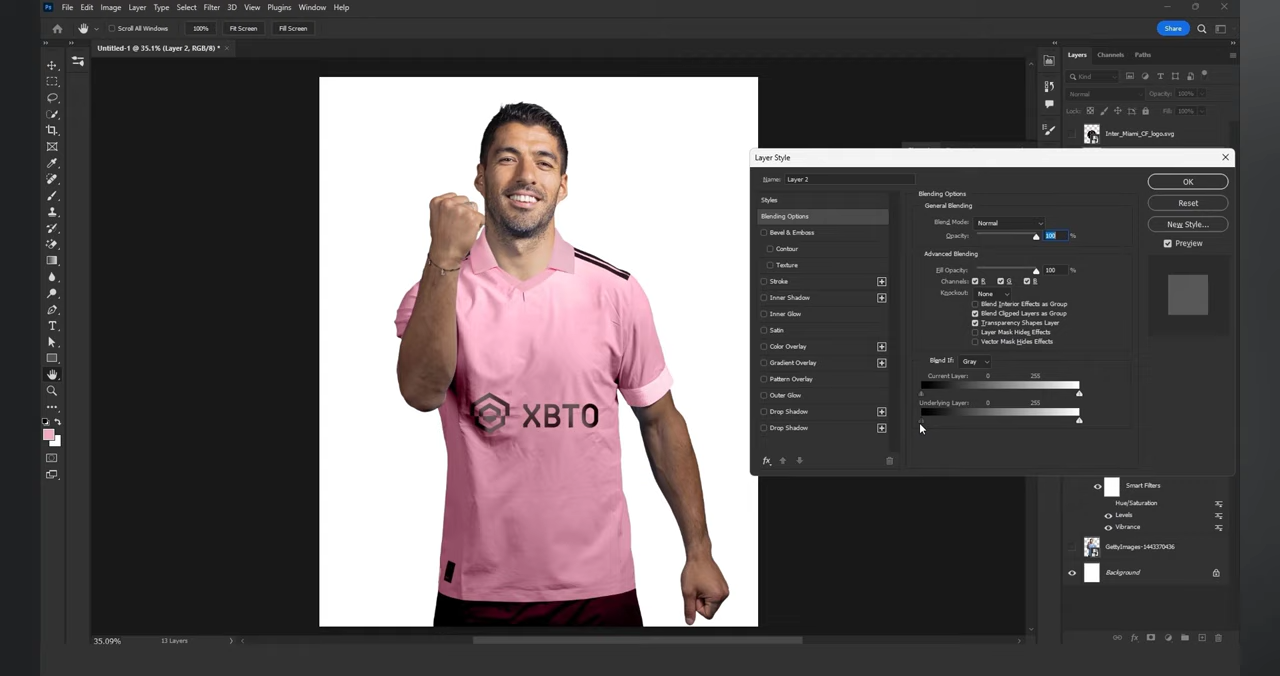 Ps File Edit Image Layer Type Select Filter 3D View Plugins Window Help
Scroll All Windows 100% Fit Screen Fill Screen Share
Untitled-1 @ 35.1% (Layer 2, RGB/8) * ×
Layers Channels Paths
Kind
Normal Opacity: 100%
Lock: Fill: 100%
Inter_Miami_CF_logo.svg
Layer Style
Name: Layer 2
Styles
Blending Options
Bevel & Emboss
Contour
Texture
Stroke
Inner Shadow
Inner Glow
Satin
Color Overlay
Gradient Overlay
Pattern Overlay
Outer Glow
Drop Shadow
Drop Shadow
fx
Blending Options
General Blending
Blend Mode: Normal
Opacity: 100 %
Advanced Blending
Fill Opacity: 100 %
Channels: R G B
Knockout: None
Blend Interior Effects as Group
Blend Clipped Layers as Group
Transparency Shapes Layer
Layer Mask Hides Effects
Vector Mask Hides Effects
Blend If: Gray
Current Layer: 0 255
Underlying Layer: 0 255
OK
Reset
New Style...
Preview
XBTO
Smart Filters
Hue/Saturation
Levels
Vibrance
GettyImages-1443370436
Background
35.09% 13 Layers
fx